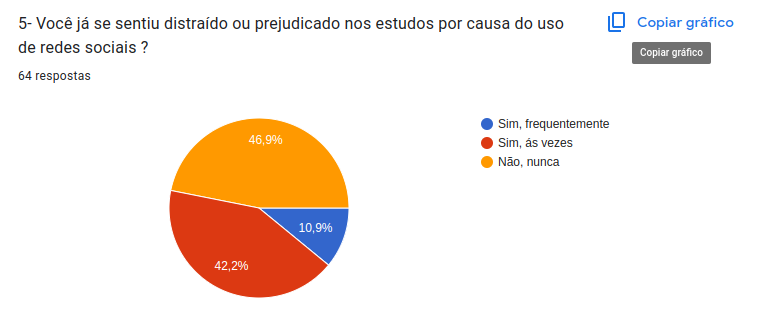 5- Você já se sentiu distraído ou prejudicado nos estudos por causa do uso
de redes sociais ?
Copiar gráfico
Copiar gráfico
64 respostas
46,9%
10,9%
42,2%
Sim, frequentemente
Sim, ás vezes
Não, nunca